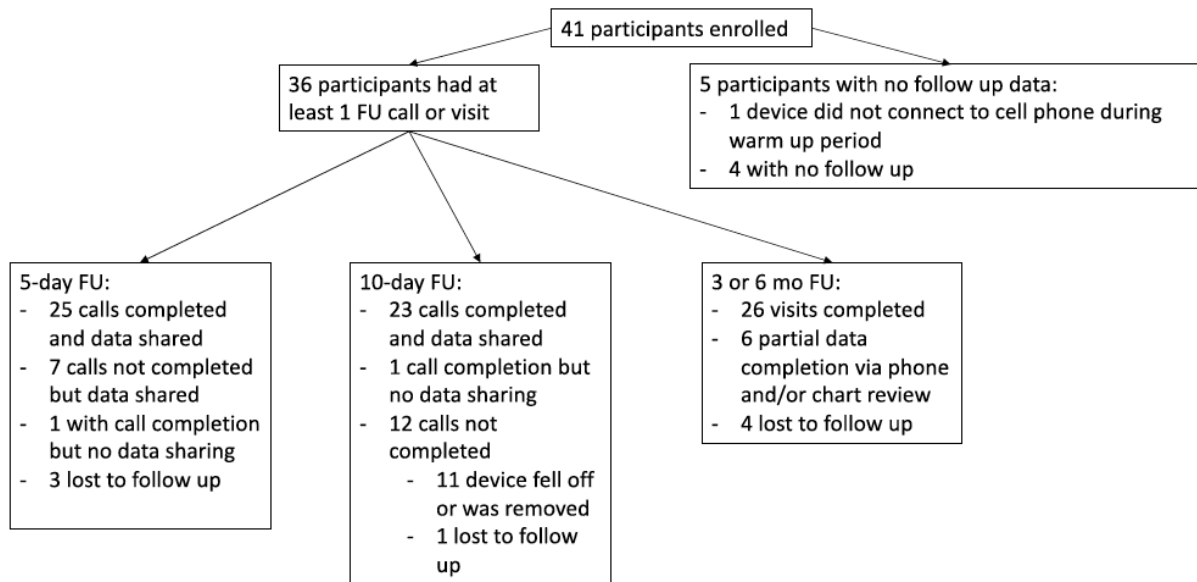 41 participants enrolled
36 participants had at
least 1 FU call or visit
5 participants with no follow up data:
- 1 device did not connect to cell phone during
warm up period
- 4 with no follow up
5-day FU:
- 25 calls completed
and data shared
- 7 calls not completed
but data shared
- 1 with call completion
but no data sharing
- 3 lost to follow up
10-day FU:
- 23 calls completed
and data shared
- 1 call completion but
no data sharing
- 12 calls not
completed
- 11 device fell off
or was removed
- 1 lost to follow
up
3 or 6 mo FU:
- 26 visits completed
- 6 partial data
completion via phone
and/or chart review
- 4 lost to follow up